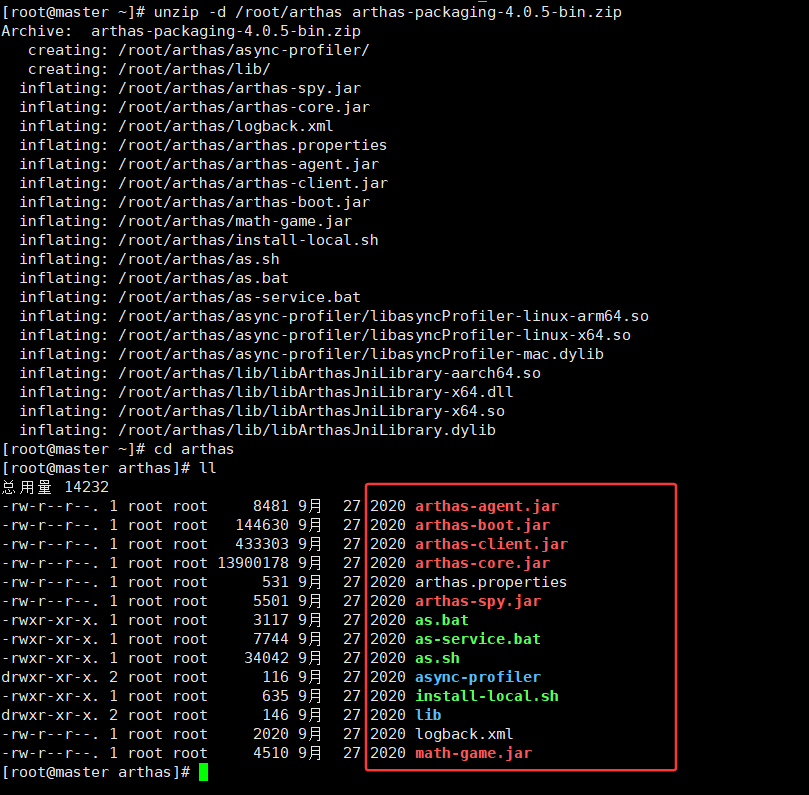 [root@master ~]# unzip -d /root/arthas arthas-packaging-4.0.5-bin.zip
Archive:  arthas-packaging-4.0.5-bin.zip
   creating: /root/arthas/async-profiler/
   creating: /root/arthas/lib/
  inflating: /root/arthas/arthas-spy.jar
  inflating: /root/arthas/arthas-core.jar
  inflating: /root/arthas/logback.xml
  inflating: /root/arthas/arthas.properties
  inflating: /root/arthas/arthas-agent.jar
  inflating: /root/arthas/arthas-client.jar
  inflating: /root/arthas/arthas-boot.jar
  inflating: /root/arthas/math-game.jar
  inflating: /root/arthas/install-local.sh
  inflating: /root/arthas/as.sh
  inflating: /root/arthas/as.bat
  inflating: /root/arthas/as-service.bat
  inflating: /root/arthas/async-profiler/libasyncProfiler-linux-arm64.so
  inflating: /root/arthas/async-profiler/libasyncProfiler-linux-x64.so
  inflating: /root/arthas/async-profiler/libasyncProfiler-mac.dylib
  inflating: /root/arthas/lib/libArthasJniLibrary-aarch64.so
  inflating: /root/arthas/lib/libArthasJniLibrary-x64.dll
  inflating: /root/arthas/lib/libArthasJniLibrary-x64.so
  inflating: /root/arthas/lib/libArthasJniLibrary.dylib
[root@master ~]# cd arthas
[root@master arthas]# ll
总用量 14232
-rw-r--r--. 1 root root     8481 9月  27 2020 arthas-agent.jar
-rw-r--r--. 1 root root   144630 9月  27 2020 arthas-boot.jar
-rw-r--r--. 1 root root   433303 9月  27 2020 arthas-client.jar
-rw-r--r--. 1 root root 13900178 9月  27 2020 arthas-core.jar
-rw-r--r--. 1 root root      531 9月  27 2020 arthas.properties
-rw-r--r--. 1 root root     5501 9月  27 2020 arthas-spy.jar
-rwxr-xr-x. 1 root root     3117 9月  27 2020 as.bat
-rwxr-xr-x. 1 root root     7744 9月  27 2020 as-service.bat
-rwxr-xr-x. 1 root root    34042 9月  27 2020 as.sh
drwxr-xr-x. 2 root root      116 9月  27 2020 async-profiler
-rwxr-xr-x. 1 root root      635 9月  27 2020 install-local.sh
drwxr-xr-x. 2 root root      146 9月  27 2020 lib
-rw-r--r--. 1 root root     2020 9月  27 2020 logback.xml
-rw-r--r--. 1 root root     4510 9月  27 2020 math-game.jar
[root@master arthas]#